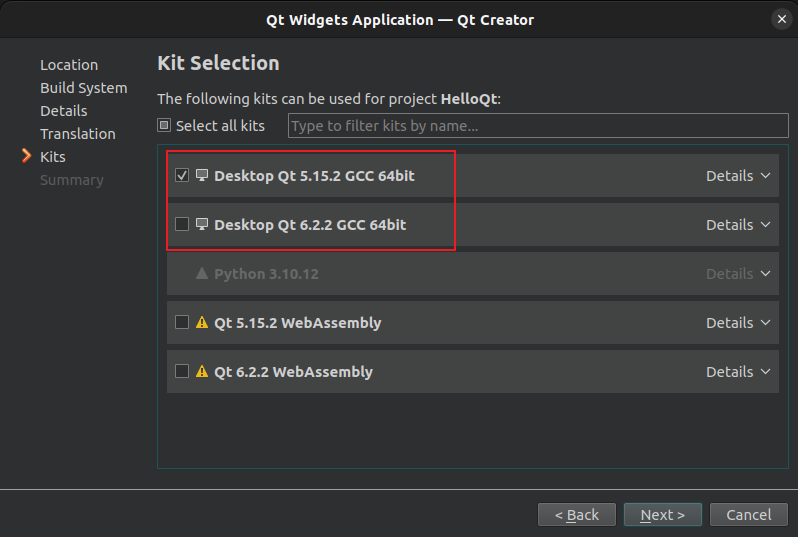 Qt Widgets Application — Qt Creator
Location
Build System
Details
Translation
Kits
Summary
Kit Selection
The following kits can be used for project HelloQt:
Select all kits
Type to filter kits by name...
Desktop Qt 5.15.2 GCC 64bit Details
Desktop Qt 6.2.2 GCC 64bit Details
Python 3.10.12 Details
Qt 5.15.2 WebAssembly Details
Qt 6.2.2 WebAssembly Details
< Back Next > Cancel